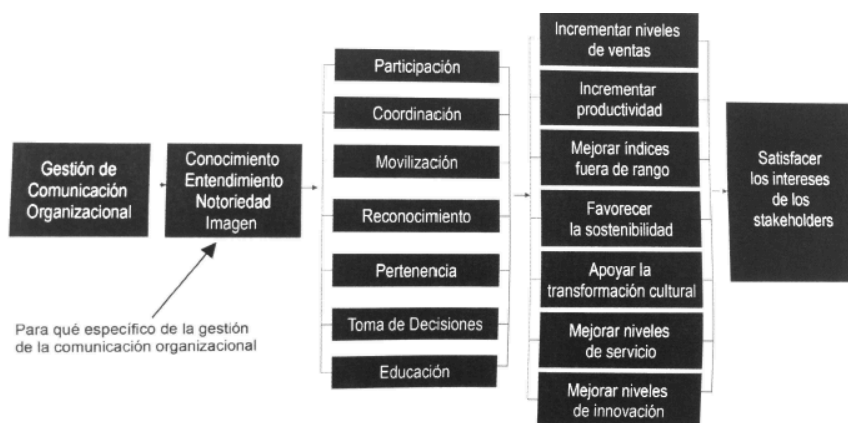 Gestión de
Comunicación
Organizacional
Conocimiento
Entendimiento
Notoriedad
Imagen
Para qué específico de la gestión
de la comunicación organizacional
Participación
Coordinación
Movilización
Reconocimiento
Pertenencia
Toma de Decisiones
Educación
Incrementar niveles
de ventas
Incrementar
productividad
Mejorar índices
fuera de rango
Favorecer
la sostenibilidad
Apoyar la
transformación cultural
Mejorar niveles
de servicio
Mejorar niveles
de innovación
Satisfacer
los intereses
de los
stakeholders